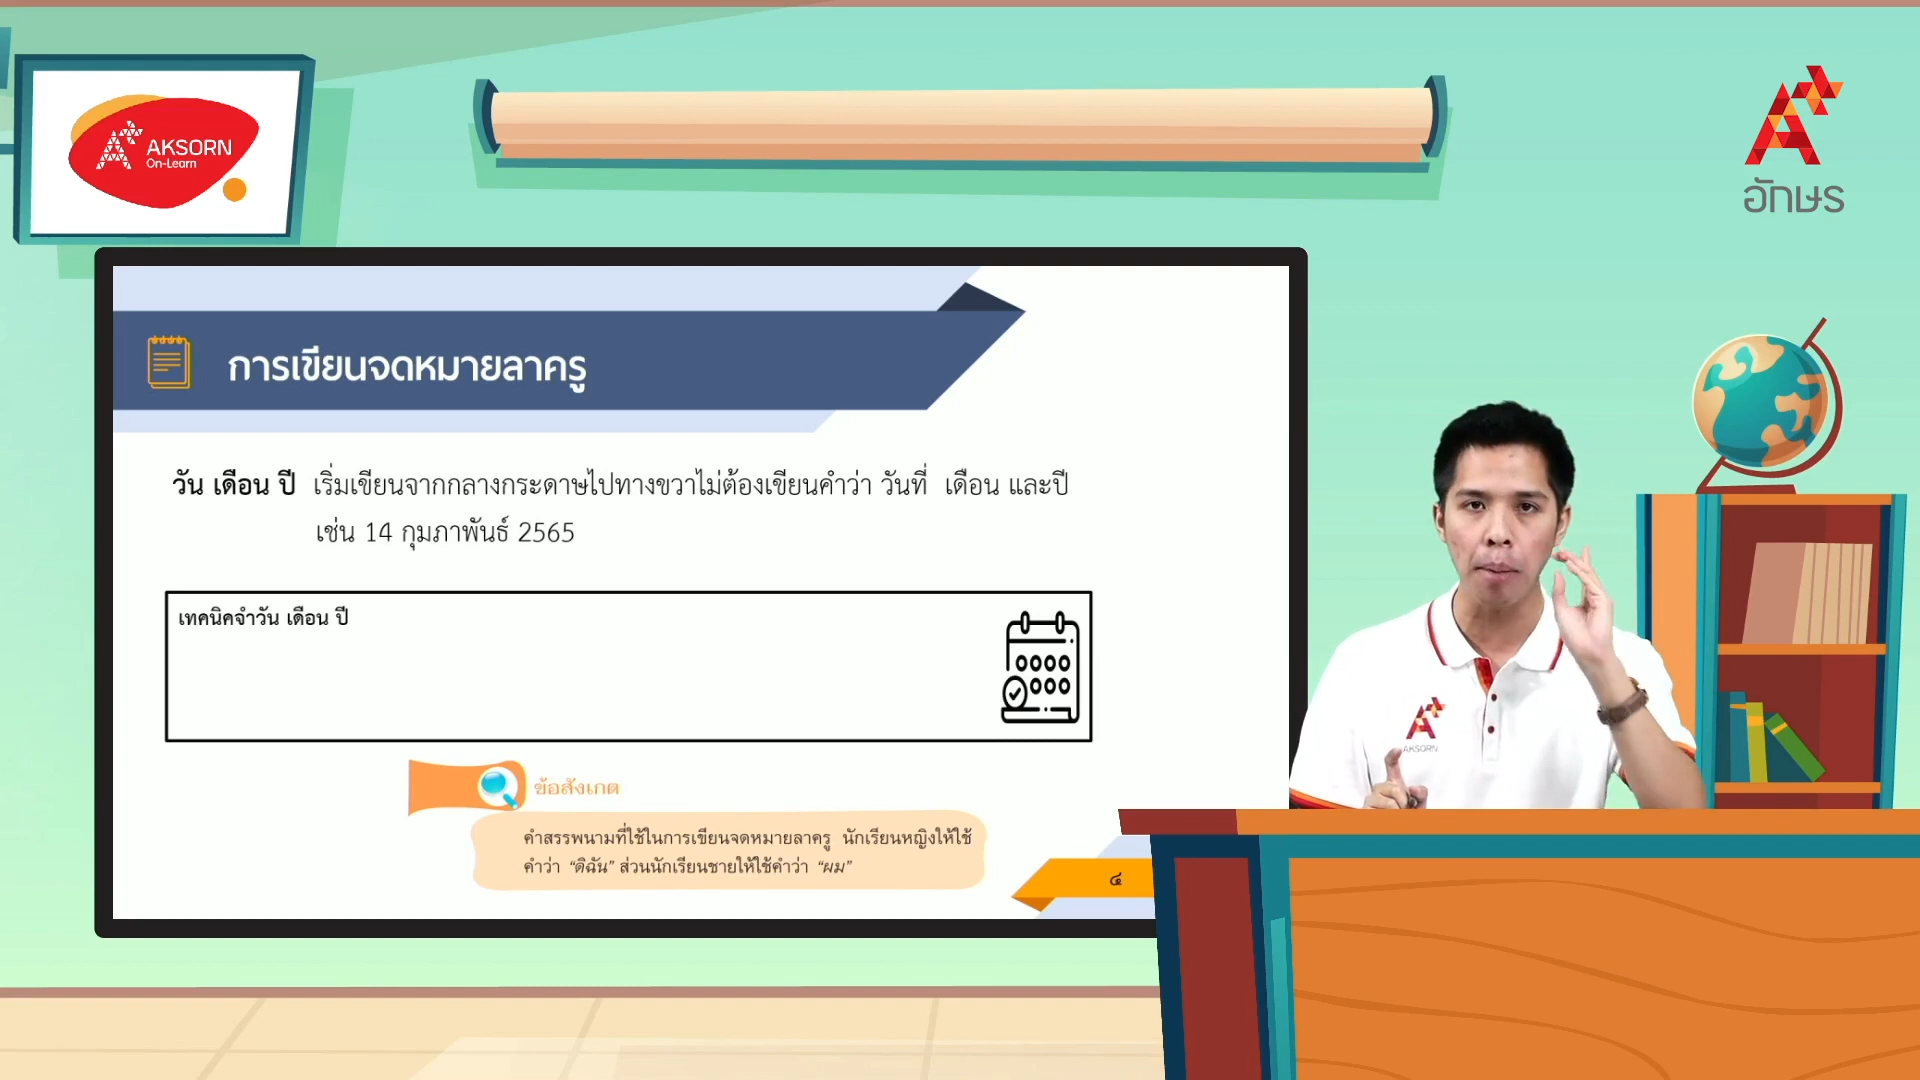 AKSORN
On-Learn
อักษร
การเขียนจดหมายลาครู
วัน เดือน ปี เริ่มเขียนจากกลางกระดาษไปทางขวาไม่ต้องเขียนคำว่า วันที่ เดือน และปี
เช่น 14 กุมภาพันธ์ 2565
เทคนิคจำวัน เดือน ปี
ข้อสังเกต
คำสรรพนามที่ใช้ในการเขียนจดหมายลาครู นักเรียนหญิงให้ใช้
คำว่า “ดิฉัน” ส่วนนักเรียนชายให้ใช้คำว่า “ผม”
๔
AKSORN